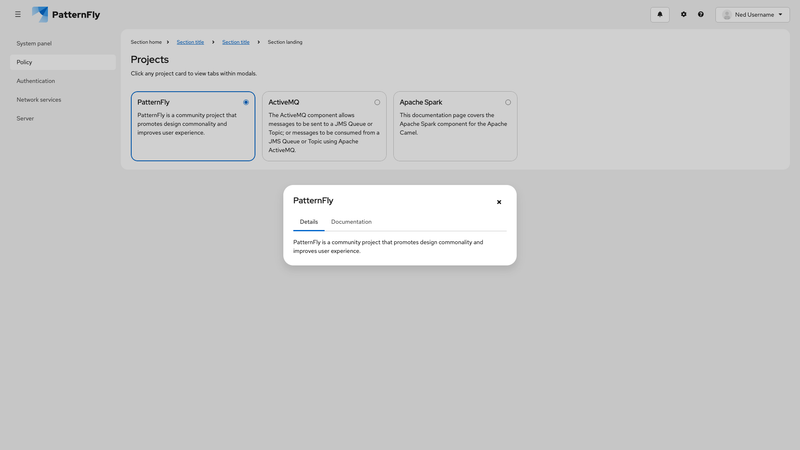 PatternFly
Ned Username
System panel
Policy
Authentication
Network services
Server
Section home
Section title
Section title
Section landing
Projects
Click any project card to view tabs within modals.
PatternFly
PatternFly is a community project that
promotes design commonality and
improves user experience.
ActiveMQ
The ActiveMQ component allows
messages to be sent to a JMS Queue or
Topic; or messages to be consumed from a
JMS Queue or Topic using Apache
ActiveMQ.
Apache Spark
This documentation page covers the
Apache Spark component for the Apache
Camel.
PatternFly
Details
Documentation
PatternFly is a community project that promotes design commonality and
improves user experience.